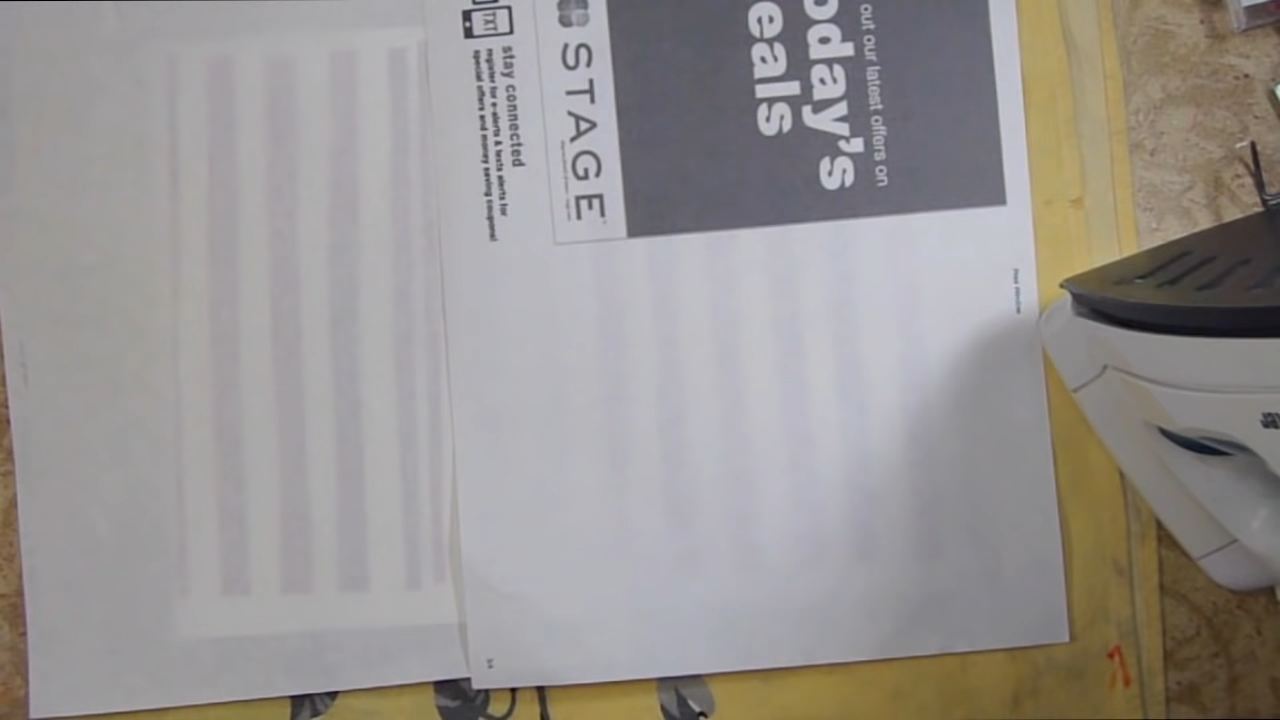 out our latest offers on
oday's
eals
STAGE
TXT
stay connected
register for e-alerts & texts alerts for
special offers and money saving coupons!